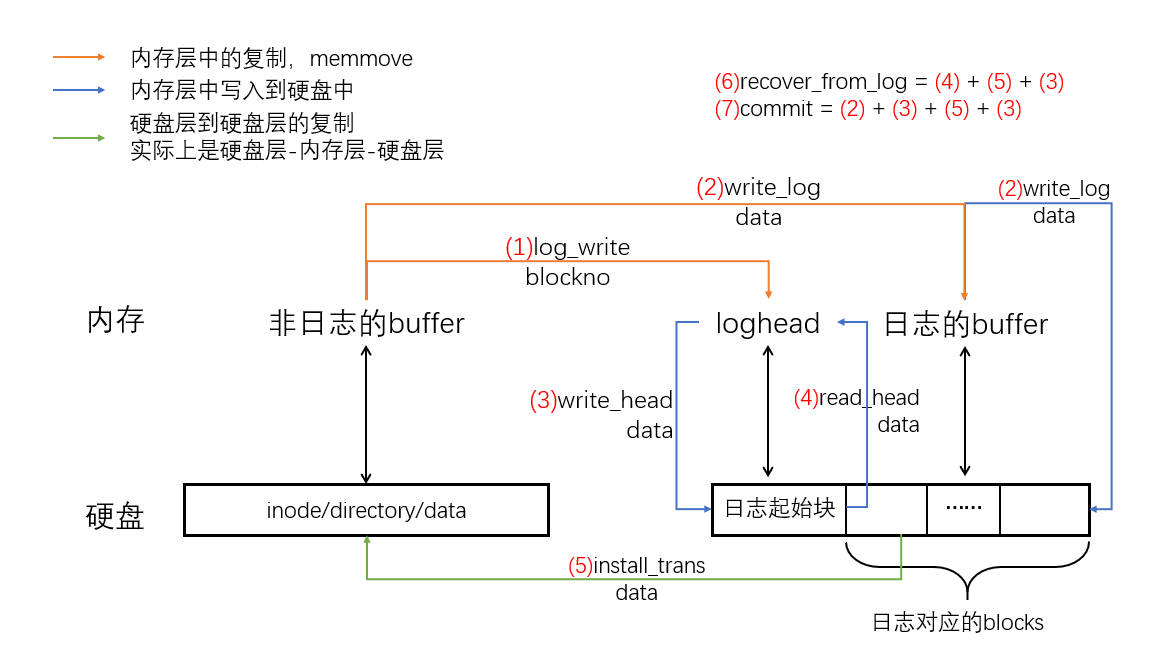 内存层中的复制，memmove
内存层中写入到硬盘中
硬盘层到硬盘层的复制
实际上是硬盘层-内存层-硬盘层
(6)recover_from_log = (4) + (5) + (3)
(7)commit = (2) + (3) + (5) + (3)
(2)write_log
data
(2)write_log
data
(1)log_write
blockno
内存
非日志的buffer
loghead
日志的buffer
(3)write_head
data
(4)read_head
data
硬盘
inode/directory/data
日志起始块
······
(5)install_trans
data
日志对应的blocks